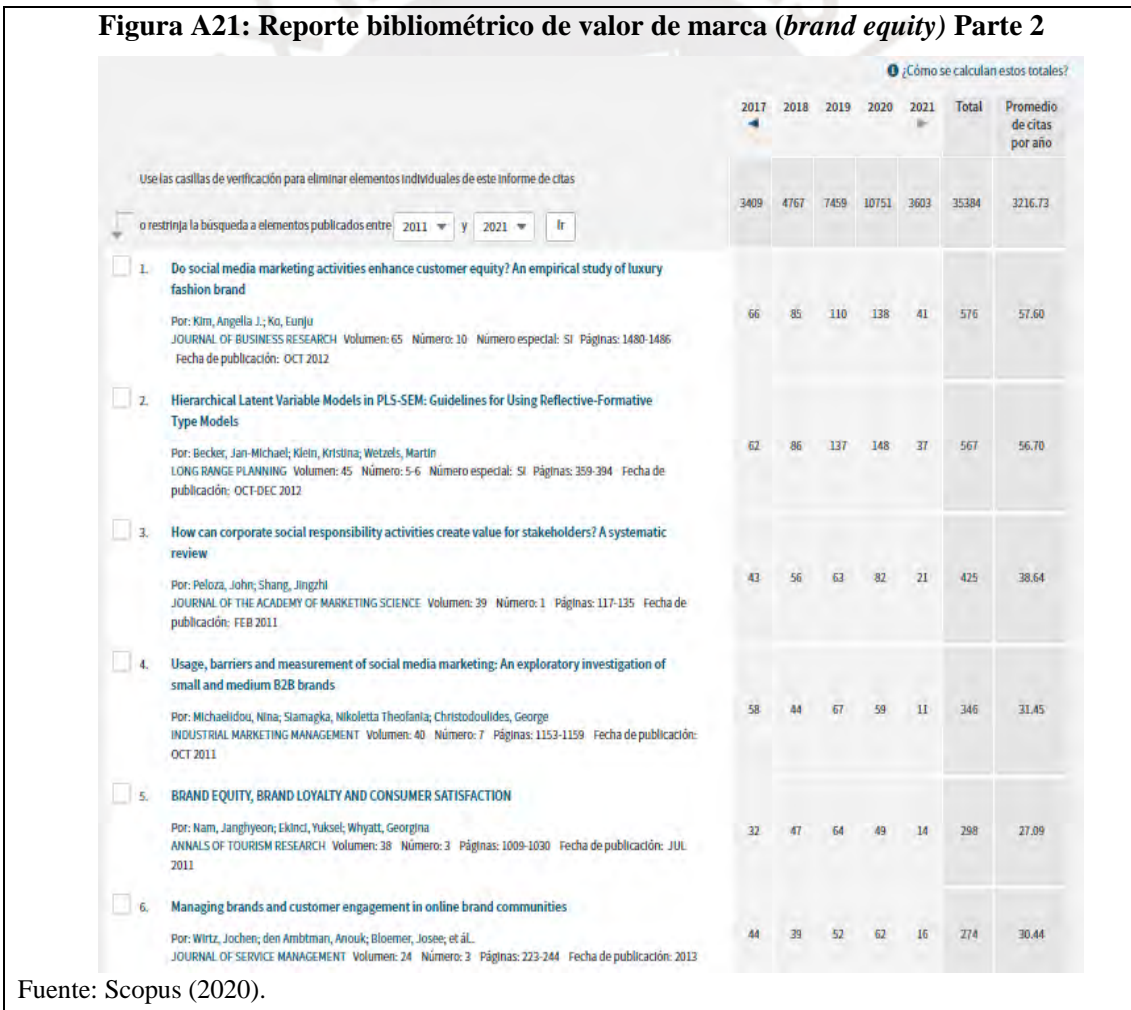 Figura A21: Reporte bibliométrico de valor de marca (brand equity) Parte 2
¿Cómo se calculan estos totales?
2017 2018 2019 2020 2021 Total Promedio de citas por año
Use las casillas de verificación para eliminar elementos individuales de este informe de citas
o restrinja la búsqueda a elementos publicados entre 2011 y 2021 Ir
3409 4767 7459 10751 3603 35384 3216.73
1. Do social media marketing activities enhance customer equity? An empirical study of luxury
fashion brand
Por: Kim, Angella J.; Ko, Eunju
JOURNAL OF BUSINESS RESEARCH Volumen: 65 Número: 10 Número especial: SI Páginas: 1480-1486
Fecha de publicación: OCT 2012
66 85 110 138 41 576 57.60
2. Hierarchical Latent Variable Models in PLS-SEM: Guidelines for Using Reflective-Formative
Type Models
Por: Becker, Jan-Michael; Klein, Kristina; Wetzels, Martin
LONG RANGE PLANNING Volumen: 45 Número: 5-6 Número especial: SI Páginas: 359-394 Fecha de
publicación: OCT-DEC 2012
62 86 137 148 37 567 56.70
3. How can corporate social responsibility activities create value for stakeholders? A systematic
review
Por: Peloza, John; Shang, Jingzhi
JOURNAL OF THE ACADEMY OF MARKETING SCIENCE Volumen: 39 Número: 1 Páginas: 117-135 Fecha de
publicación: FEB 2011
43 56 63 82 21 425 38.64
4. Usage, barriers and measurement of social media marketing: An exploratory investigation of
small and medium B2B brands
Por: Michaelidou, Nina; Siamagka, Nikoletta Theofania; Christodoulides, George
INDUSTRIAL MARKETING MANAGEMENT Volumen: 40 Número: 7 Páginas: 1153-1159 Fecha de publicación:
OCT 2011
58 44 67 59 11 346 31.45
5. BRAND EQUITY, BRAND LOYALTY AND CONSUMER SATISFACTION
Por: Nam, Janghyeon; Ekinci, Yuksel; Whyatt, Georgina
ANNALS OF TOURISM RESEARCH Volumen: 38 Número: 3 Páginas: 1009-1030 Fecha de publicación: JUL
2011
32 47 64 49 14 298 27.09
6. Managing brands and customer engagement in online brand communities
Por: Wirtz, Jochen; den Ambtman, Anouk; Bloemer, Josee; et ál..
JOURNAL OF SERVICE MANAGEMENT Volumen: 24 Número: 3 Páginas: 223-244 Fecha de publicación: 2013
44 39 52 62 16 274 30.44
Fuente: Scopus (2020).